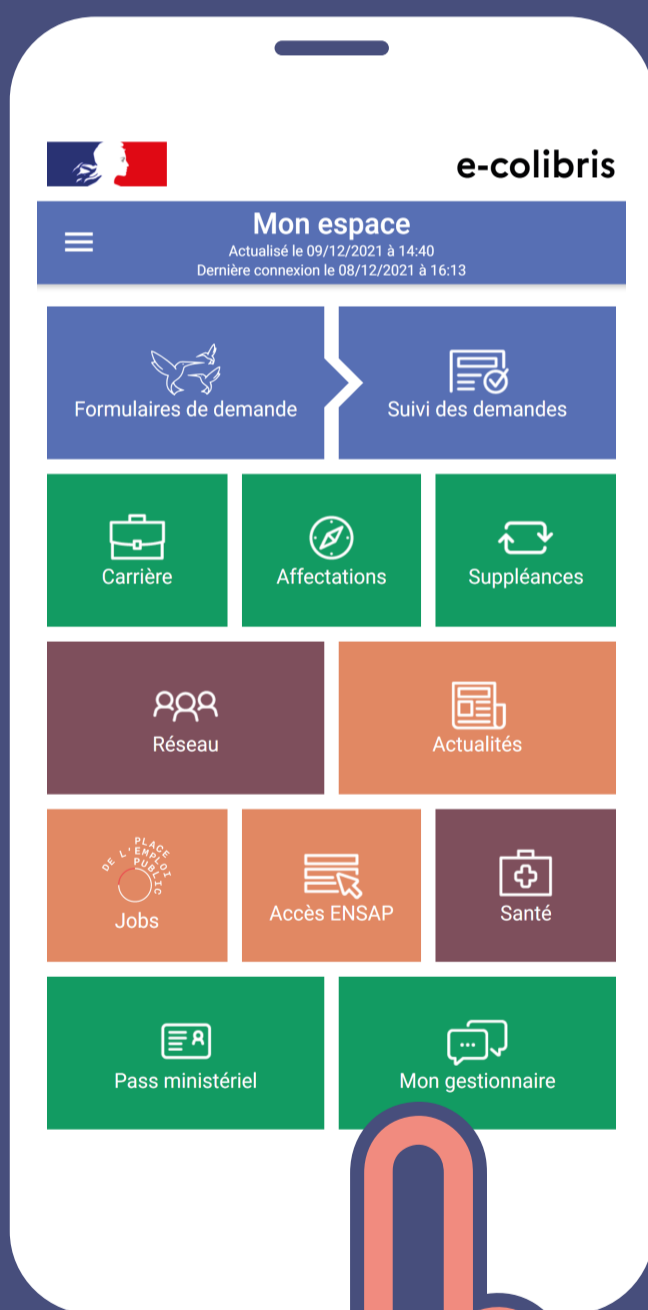 e-colibris
Mon espace
Actualisé le 09/12/2021 à 14:40
Dernière connexion le 08/12/2021 à 16:13
Formulaires de demande
Suivi des demandes
Carrière
Affectations
Suppléances
Réseau
Actualités
PLACE
DE L'EMPLOI
PUBLIC
Jobs
Accès ENSAP
Santé
Pass ministériel
Mon gestionnaire